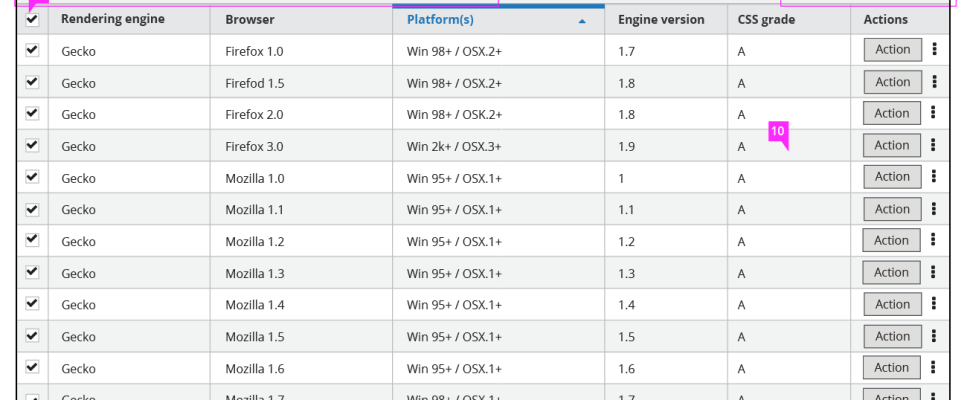 Rendering engine Browser Platform(s) Engine version CSS grade Actions
Gecko Firefox 1.0 Win 98+ / OSX.2+ 1.7 A Action
Gecko Firefod 1.5 Win 98+ / OSX.2+ 1.8 A Action
Gecko Firefox 2.0 Win 98+ / OSK.2+ 1.8 A Action
10
Gecko Firefox 3.0 Win 2k+ / OSX.3+ 1.9 A Action
Gecko Mozilla 1.0 Win 95+ / OSX.1+ 1 A Action
Gecko Mozilla 1.1 Win 95+ / OSX.1+ 1.1 A Action
Gecko Mozilla 1.2 Win 95+ / OSX.1+ 1.2 A Action
Gecko Mozilla 1.3 Win 95+ / OSX.1+ 1.3 A Action
Gecko Mozilla 1.4 Win 95+ / OSX.1+ 1.4 A Action
Gecko Mozilla 1.5 Win 95+ / OSX.1+ 1.5 A Action
Gecko Mozilla 1.6 Win 95+ / OSX.1+ 1.6 A Action
Gecko Mozilla 1.7 Win 98+ / OSX.1+ 1.7 A Action